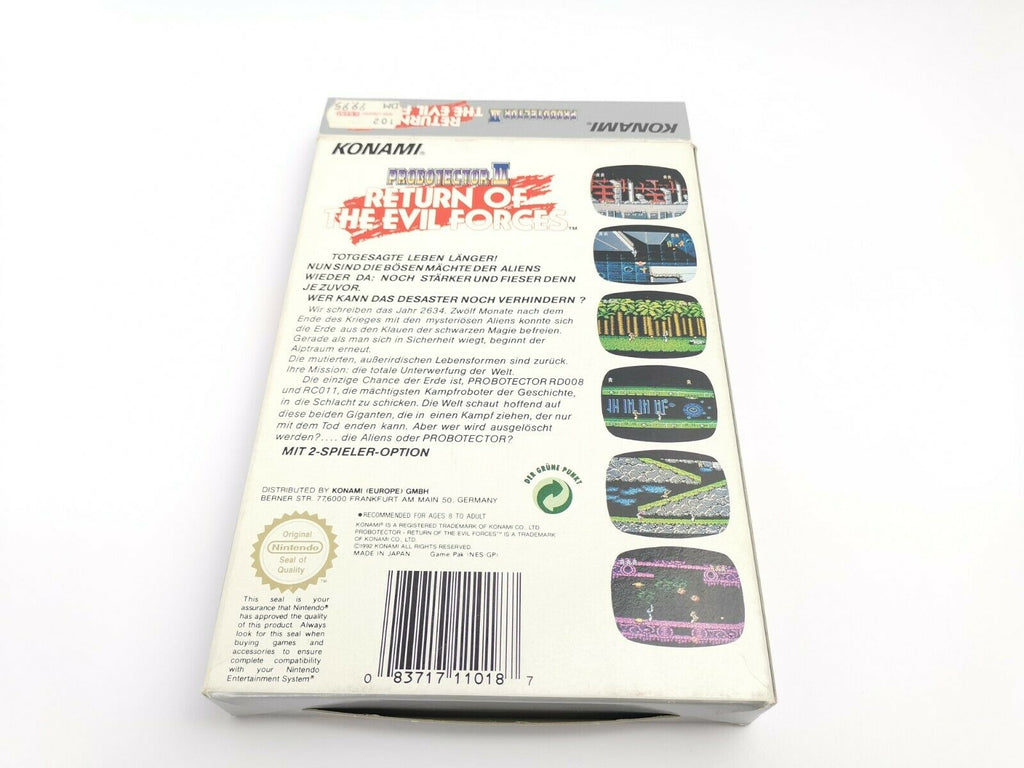 KONAMI
PROBOTECTOR II
RETURN
THE EVIL F
102
DM
99.95
KONAMI®
PROBOTECTOR II
RETURN OF
THE EVIL FORCES™
TOTGESAGTE LEBEN LÄNGER!
NUN SIND DIE BÖSEN MÄCHTE DER ALIENS
WIEDER DA: NOCH STÄRKER UND FIESER DENN
JE ZUVOR.
WER KANN DAS DESASTER NOCH VERHINDERN ?
Wir schreiben das Jahr 2634. Zwölf Monate nach dem
Ende des Krieges mit den mysteriösen Aliens konnte sich
die Erde aus den Klauen der schwarzen Magie befreien.
Gerade als man sich in Sicherheit wiegt, beginnt der
Alptraum erneut.
Die mutierten, außerirdischen Lebensformen sind zurück.
Ihre Mission: die totale Unterwerfung der Welt.
Die einzige Chance der Erde ist, PROBOTECTOR RD008
und RC011, die mächtigsten Kampfroboter der Geschichte,
in die Schlacht zu schicken. Die Welt schaut hoffend auf
diese beiden Giganten, die in einen Kampf ziehen, der nur
mit dem Tod enden kann. Aber wer wird ausgelöscht
werden?.... die Aliens oder PROBOTECTOR?
MIT 2-SPIELER-OPTION
DER GRÜNE PUNKT
DISTRIBUTED BY KONAMI (EUROPE) GMBH
BERNER STR. 77,6000 FRANKFURT AM MAIN 50, GERMANY
●RECOMMENDED FOR AGES 8 TO ADULT
KONAMI® IS A REGISTERED TRADEMARK OF KONAMI CO., LTD.
PROBOTECTOR - RETURN OF THE EVIL FORCES™ IS A TRADEMARK
OF KONAMI CO., LTD.
©1992 KONAMI ALL RIGHTS RESERVED.
MADE IN JAPAN Game Pak (NES-GP)
Original
Nintendo
Seal of
Quality
™
This seal is your
assurance that Nintendo®
has approved the quality
of this product. Always
look for this seal when
buying games and
accessories to ensure
complete compatibility
with your Nintendo
Entertainment System®
0 83717 11018 7